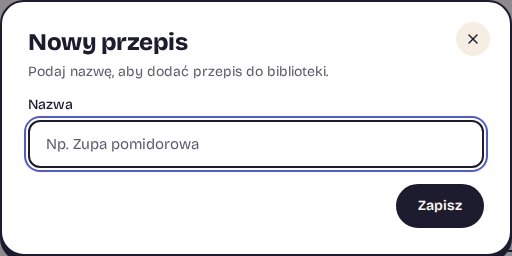 Nowy przepis
Podaj nazwę, aby dodać przepis do biblioteki.
Nazwa
Np. Zupa pomidorowa
Zapisz